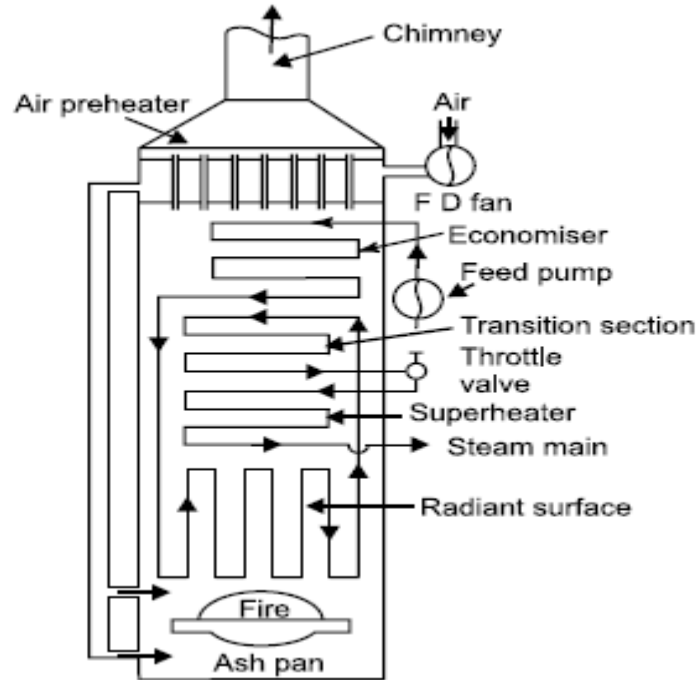 Chimney
Air preheater
Air
F D fan
Economiser
Feed pump
Transition section
Throttle
valve
Superheater
Steam main
Radiant surface
Fire
Ash pan